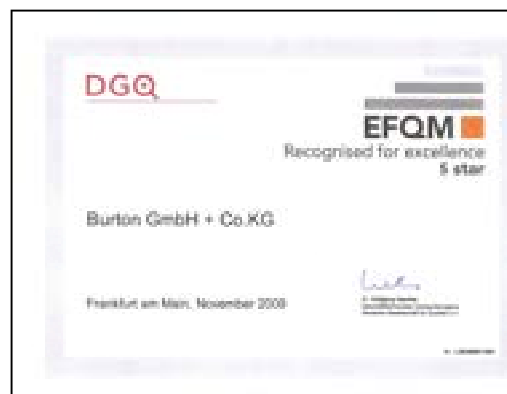 DGQ
EFQM
Recognised for excellence
5 star
Burton GmbH + Co.KG
Frankfurt am Main, November 2009